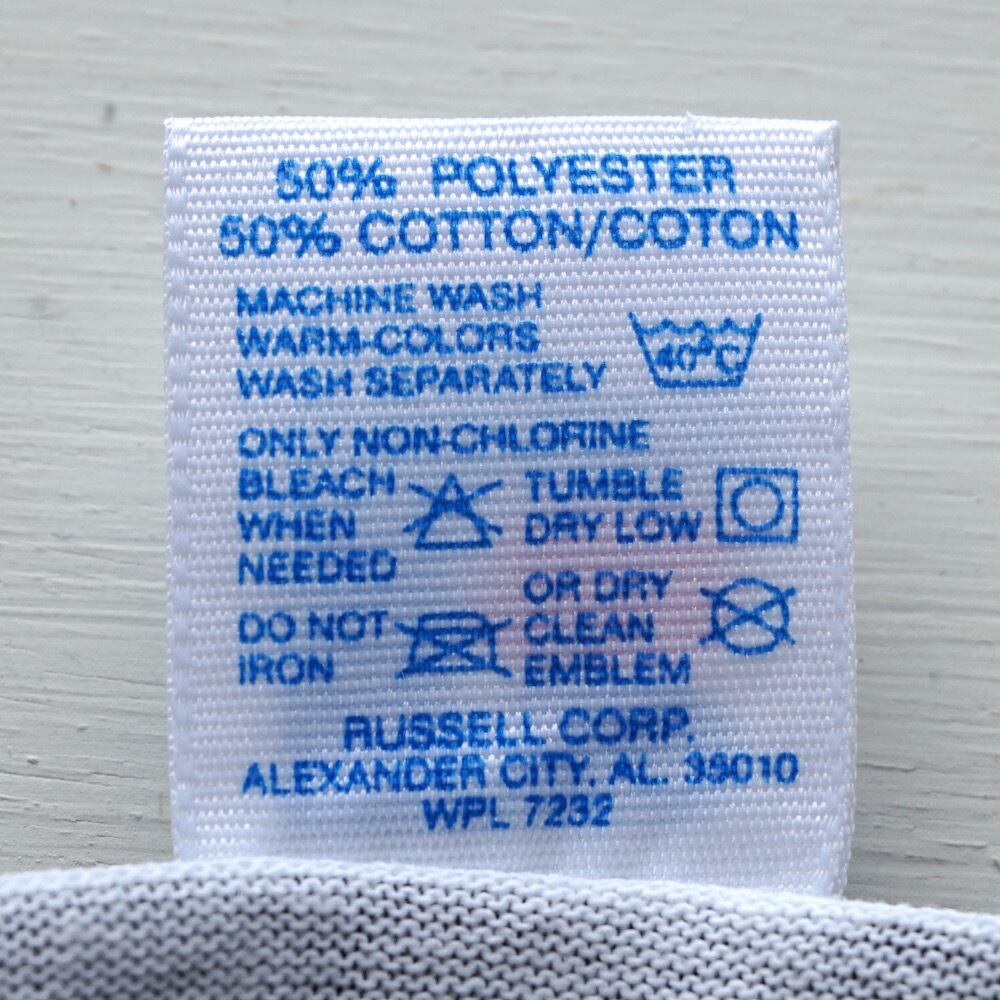 50% POLYESTER
50% COTTON/COTON
MACHINE WASH
WARM-COLORS
WASH SEPARATELY
40°C
ONLY NON-CHLORINE
BLEACH
WHEN
NEEDED
TUMBLE
DRY LOW
DO NOT
IRON
OR DRY
CLEAN
EMBLEM
RUSSELL CORP.
ALEXANDER CITY, AL. 35010
WPL 7232